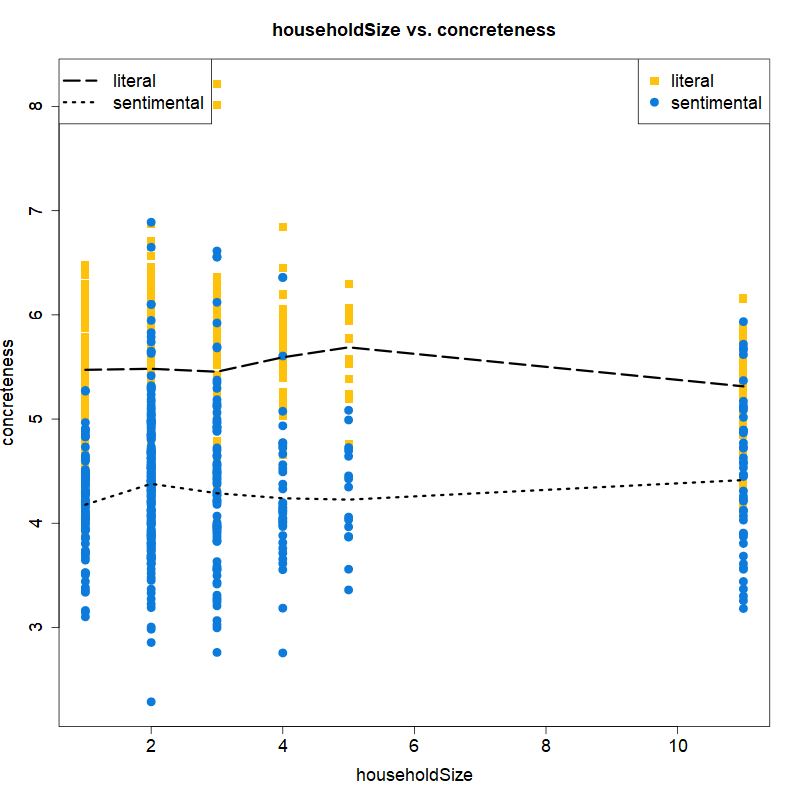 householdSize vs. concreteness
literal
sentimental
literal
sentimental
concreteness
8
7
6
5
4
3
2
4
6
8
10
householdSize